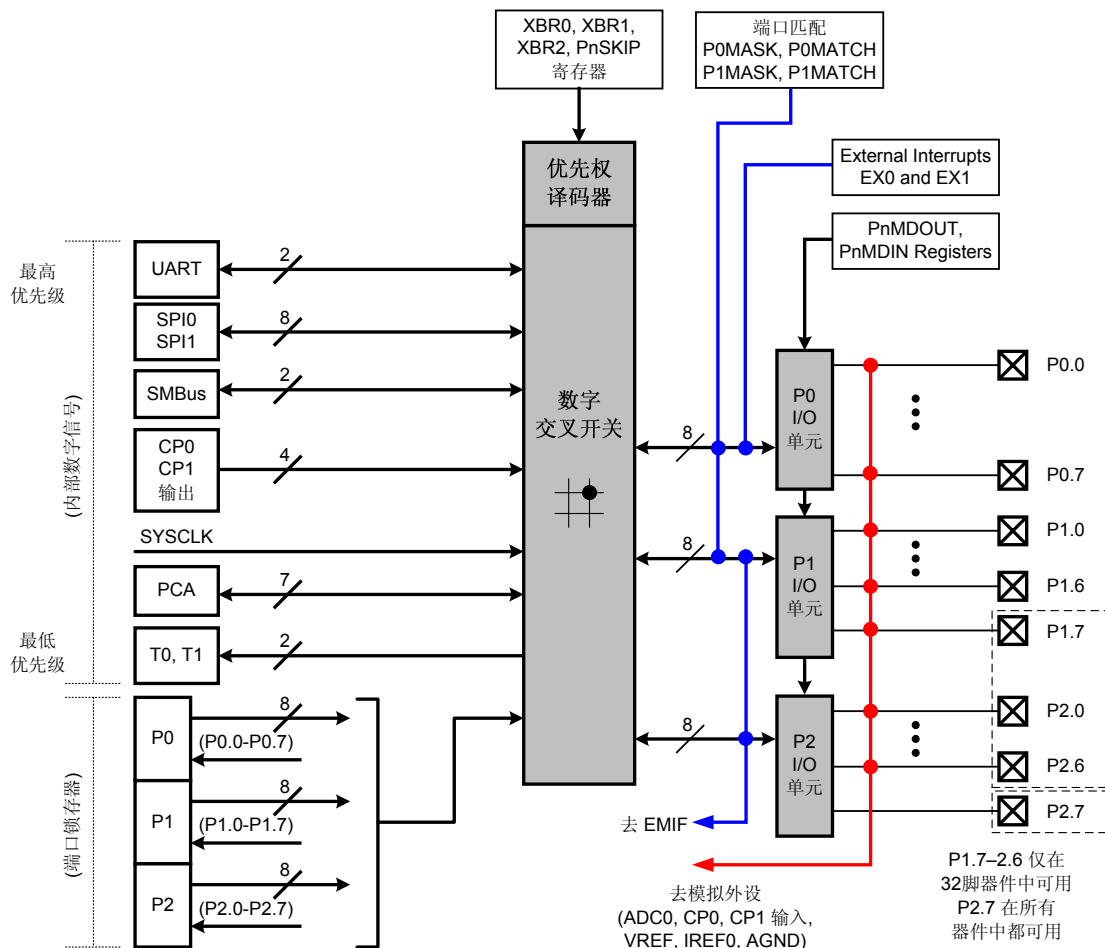 XBR0, XBR1,
XBR2, PnSKIP
寄存器
端口匹配
P0MASK, P0MATCH
P1MASK, P1MATCH
优先权
译码器
External Interrupts
EX0 and EX1
PnMDOUT,
PnMDIN Registers
最高
优先级
(内部数字信号)
最低
优先级
UART
2
SPI0
SPI1
8
SMBus
2
CP0
CP1
输出
4
SYSCLK
PCA
7
T0, T1
2
数字
交叉开关
8
8
8
P0
I/O
单元
P1
I/O
单元
P2
I/O
单元
P0.0
P0.7
P1.0
P1.6
P1.7
P2.0
P2.6
P2.7
(端口锁存器)
P0
8
(P0.0-P0.7)
P1
8
(P1.0-P1.7)
P2
8
(P2.0-P2.7)
去 EMIF
去模拟外设
(ADC0, CP0, CP1 输入,
VREF, IREF0, AGND)
P1.7–2.6 仅在
32脚器件中可用
P2.7 在所有
器件中都可用